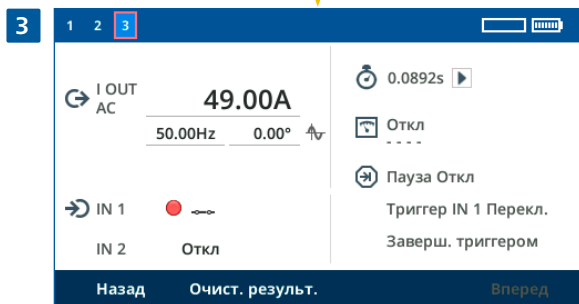 3
1 2 3
I OUT
AC
49.00A
50.00Hz 0.00°
IN 1
IN 2 Откл
0.0892s
Откл
- - - -
Пауза Откл
Триггер IN 1 Перекл.
Заверш. триггером
Назад Очист. результ. Вперед